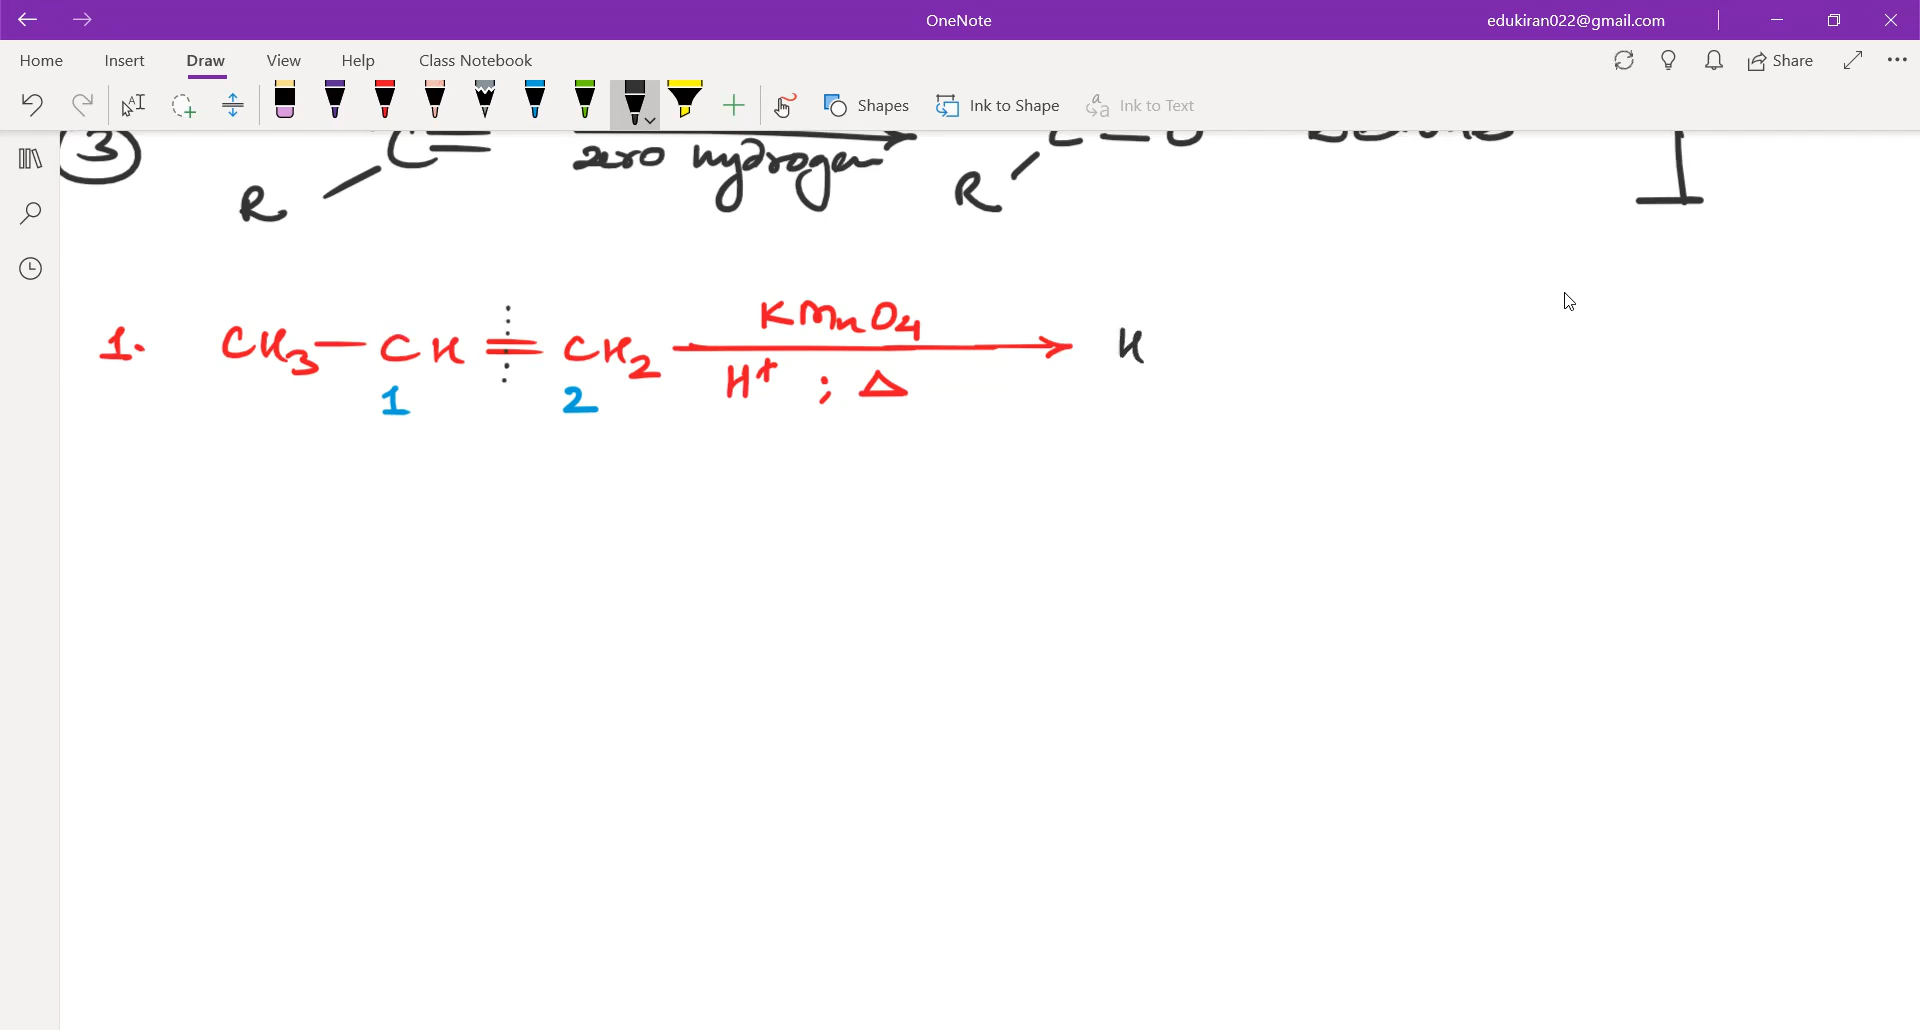 OneNote
edukiran022@gmail.com
Home Insert Draw View Help Class Notebook
Share
Shapes Ink to Shape Ink to Text
3 C= zero hydrogen C=O
R R
1. CH3-CH=CH2 KMnO4 H
H+ ; Δ
1 2